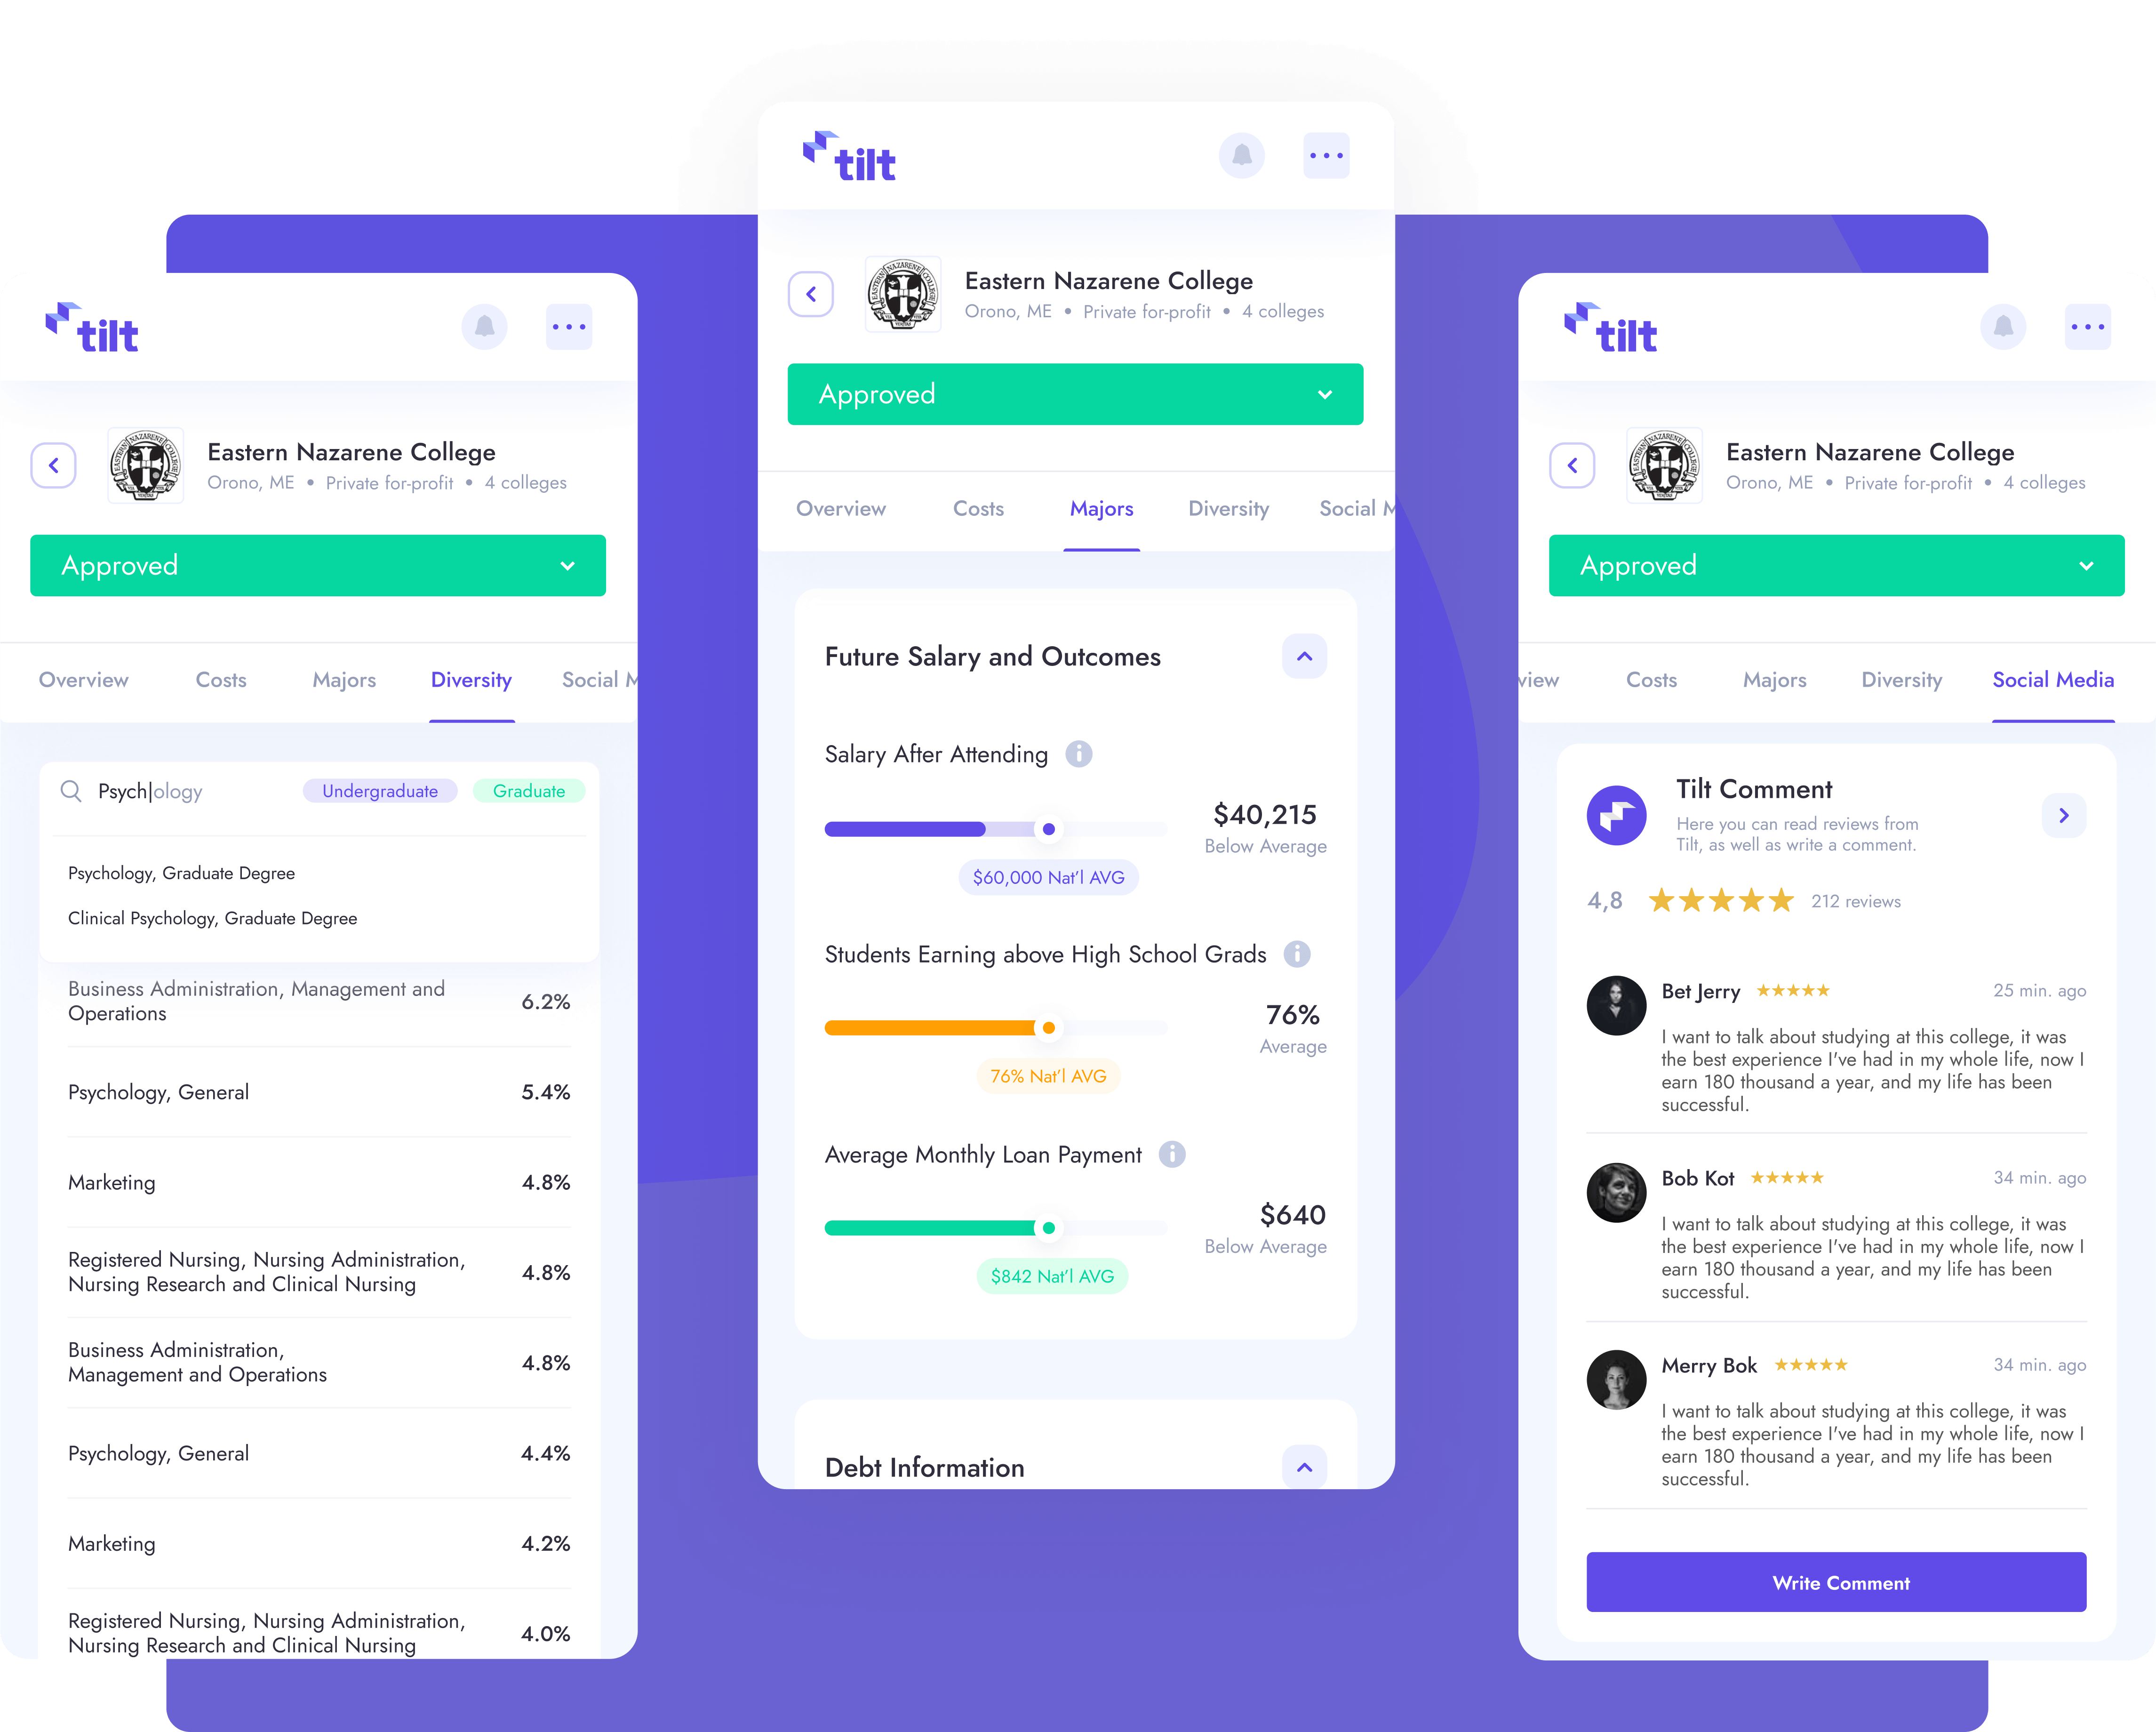 tilt
Eastern Nazarene College
Orono, ME • Private for-profit • 4 colleges
Approved
Overview Costs Majors Diversity Social M
Psych|ology Undergraduate Graduate
Psychology, Graduate Degree
Clinical Psychology, Graduate Degree
Business Administration, Management and
Operations
6.2%
Psychology, General 5.4%
Marketing 4.8%
Registered Nursing, Nursing Administration,
Nursing Research and Clinical Nursing
4.8%
Business Administration,
Management and Operations
4.8%
Psychology, General 4.4%
Marketing 4.2%
Registered Nursing, Nursing Administration,
Nursing Research and Clinical Nursing
4.0%
tilt
Eastern Nazarene College
Orono, ME • Private for-profit • 4 colleges
Approved
Overview Costs Majors Diversity Social M
Future Salary and Outcomes
Salary After Attending
$40,215
Below Average
$60,000 Nat'l AVG
Students Earning above High School Grads
76%
Average
76% Nat'l AVG
Average Monthly Loan Payment
$640
Below Average
$842 Nat'l AVG
Debt Information
tilt
Eastern Nazarene College
Orono, ME • Private for-profit • 4 colleges
Approved
view Costs Majors Diversity Social Media
Tilt Comment
Here you can read reviews from
Tilt, as well as write a comment.
4,8 212 reviews
Bet Jerry 25 min. ago
I want to talk about studying at this college, it was
the best experience I've had in my whole life, now I
earn 180 thousand a year, and my life has been
successful.
Bob Kot 34 min. ago
I want to talk about studying at this college, it was
the best experience I've had in my whole life, now I
earn 180 thousand a year, and my life has been
successful.
Merry Bok 34 min. ago
I want to talk about studying at this college, it was
the best experience I've had in my whole life, now I
earn 180 thousand a year, and my life has been
successful.
Write Comment